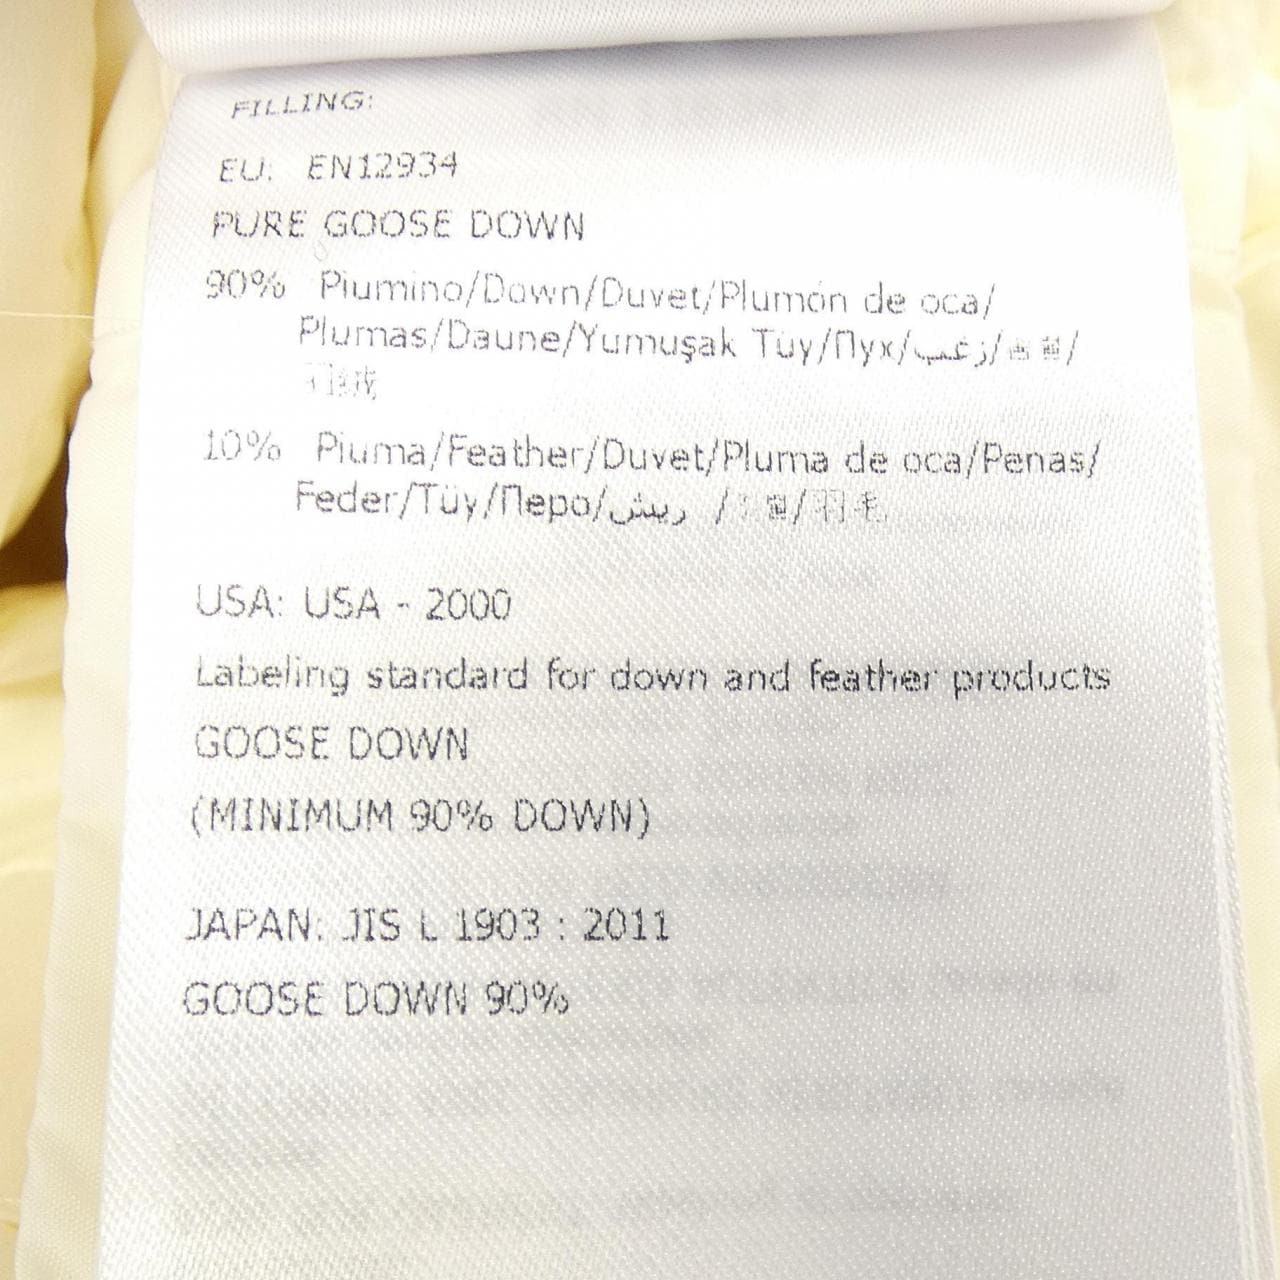 FILLING:
EU: EN12934
PURE GOOSE DOWN
90% Piumino/Down/Duvet/Plumón de oca/
Plumas/Daune/Yumuşak Tüy/Пух/زغب/
羽绒
10% Piuma/Feather/Duvet/Pluma de oca/Penas/
Feder/Tüy/Перо/ريش /羽毛
USA: USA - 2000
Labeling standard for down and feather products
GOOSE DOWN
(MINIMUM 90% DOWN)
JAPAN: JIS L 1903 : 2011
GOOSE DOWN 90%